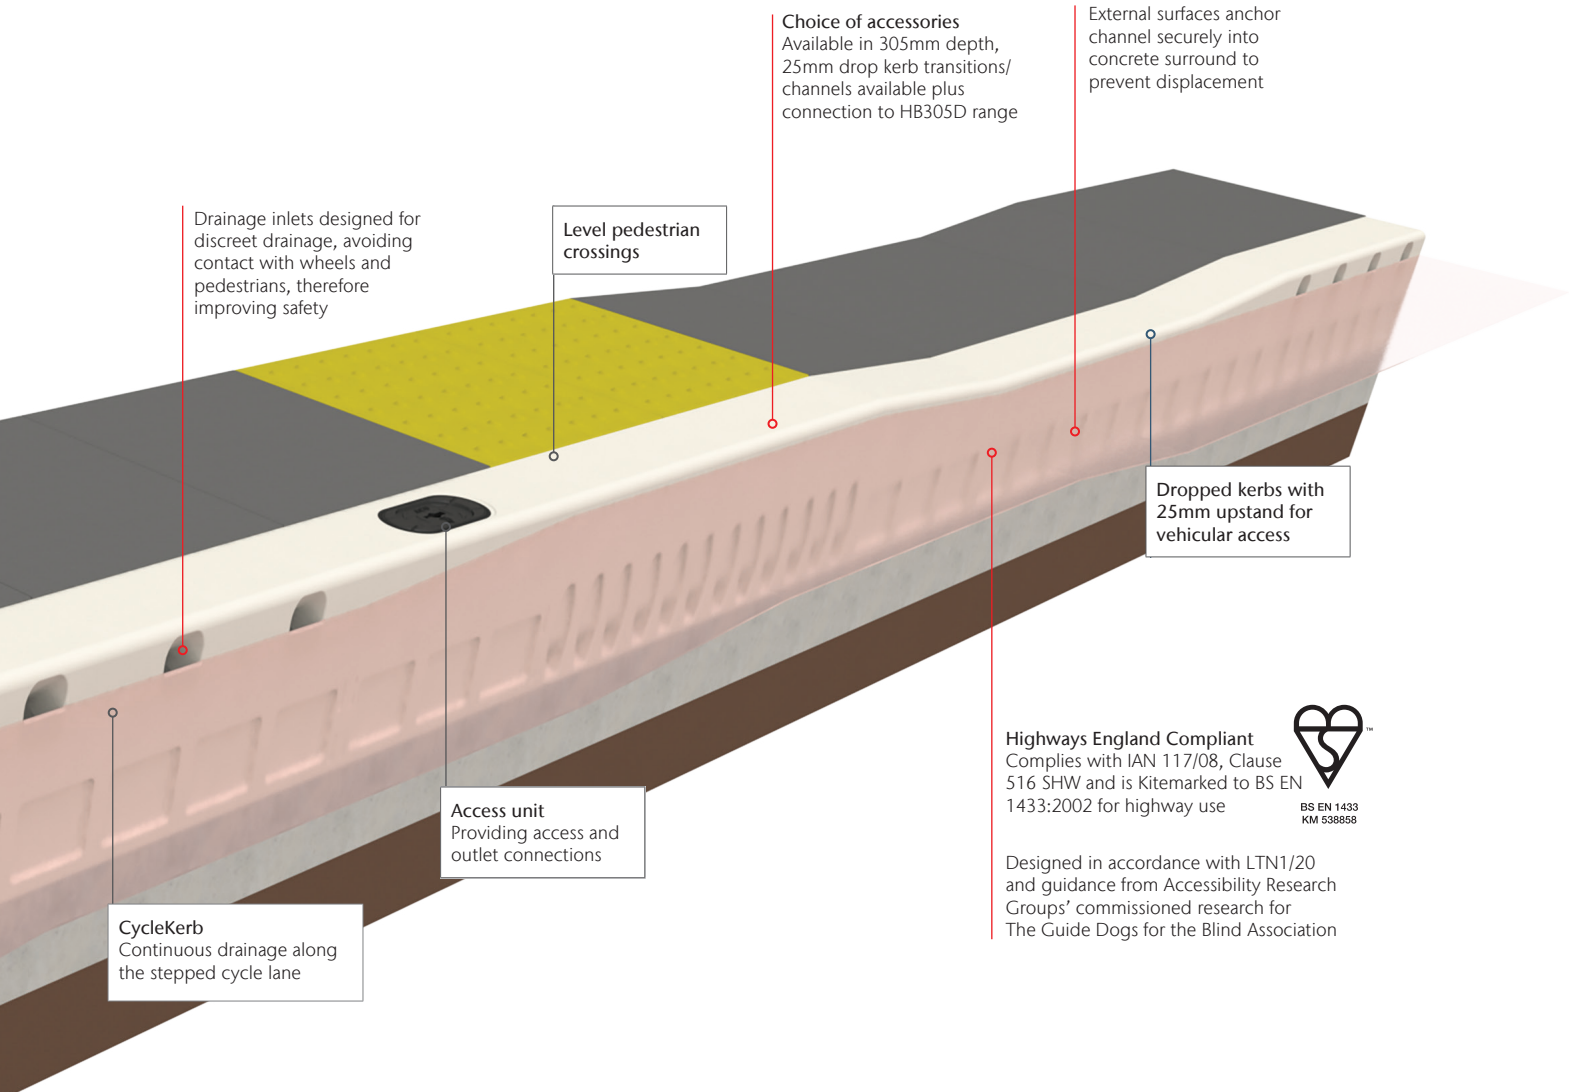 Choice of accessories
Available in 305mm depth,
25mm drop kerb transitions/
channels available plus
connection to HB305D range
External surfaces anchor
channel securely into
concrete surround to
prevent displacement
Drainage inlets designed for
discreet drainage, avoiding
contact with wheels and
pedestrians, therefore
improving safety
Level pedestrian
crossings
Dropped kerbs with
25mm upstand for
vehicular access
Highways England Compliant
Complies with IAN 117/08, Clause
516 SHW and is Kitemarked to BS EN
1433:2002 for highway use
TM
BS EN 1433
KM 538858
Designed in accordance with LTN1/20
and guidance from Accessibility Research
Groups' commissioned research for
The Guide Dogs for the Blind Association
Access unit
Providing access and
outlet connections
CycleKerb
Continuous drainage along
the stepped cycle lane